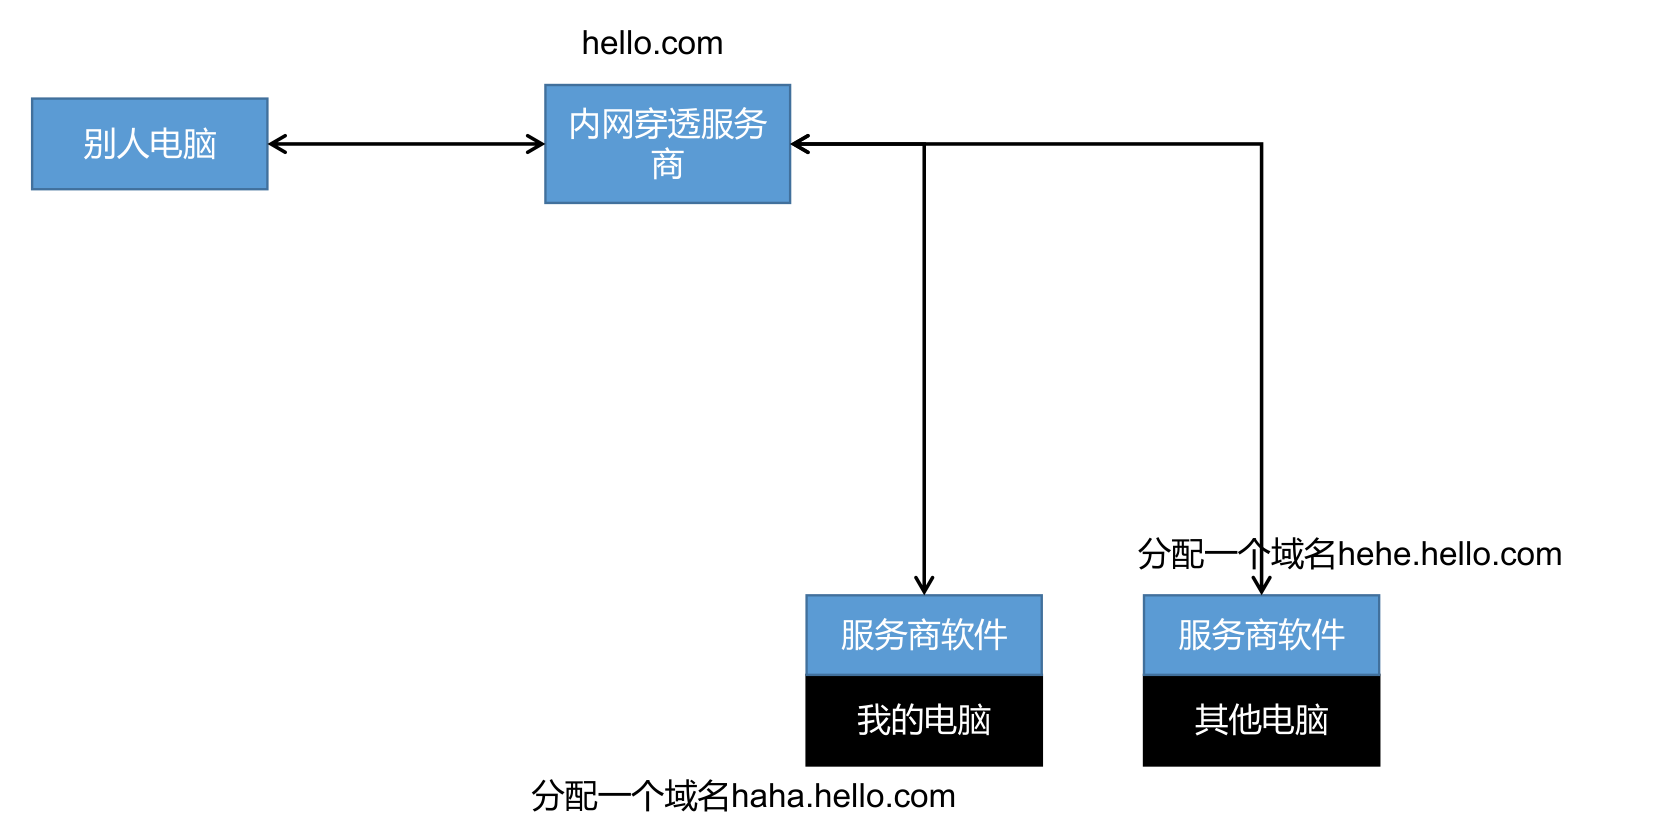 hello.com
别人电脑
内网穿透服务
商
分配一个域名hehe.hello.com
服务商软件
服务商软件
我的电脑
其他电脑
分配一个域名haha.hello.com